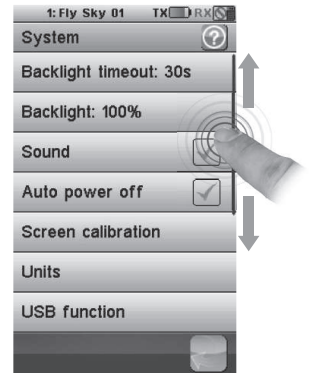 1: Fly Sky 01 TX RX
System ?
Backlight timeout: 30s
Backlight: 100%
Sound
Auto power off
Screen calibration
Units
USB function